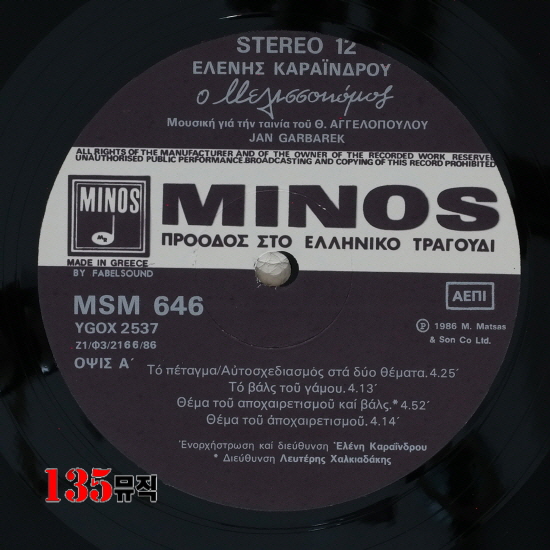 STEREO 12
ΕΛΕΝΗΣ ΚΑΡΑΪΝΔΡΟΥ
ο Μελισσοκόμος
Μουσική γιά τήν ταινία τοῦ Θ. ΑΓΓΕΛΟΠΟΥΛΟΥ
JAN GARBAREK
ALL RIGHTS OF THE MANUFACTURER AND OF THE OWNER OF THE RECORDED WORK RESERVED
UNAUTHORISED PUBLIC PERFORMANCE.BROADCASTING AND COPYING OF THIS RECORD PROHIBITED
MINOS
MINOS
ΠΡΟΟΔΟΣ ΣΤΟ ΕΛΛΗΝΙΚΟ ΤΡΑΓΟΥΔΙ
MADE IN GREECE
BY FABELSOUND
MSM 646
YGOX 2537
Z1/Φ3/2166/86
ΟΨΙΣ Α΄
ΑΕΠΙ
Ⓟ 1986 M. Matsas
& Son Co Ltd.
Τό πέταγμα/Αὐτοσχεδιασμός στά δύο θέματα. 4.25΄
Τό βάλς τοῦ γάμου. 4.13΄
Θέμα τοῦ αποχαιρετισμοῦ καί βάλς.* 4.52΄
Θέμα τοῦ ἀποχαιρετισμοῦ. 4.14΄
Ἐνορχήστρωση καί διεύθυνση Ἑλένη Καραΐνδρου
* Διεύθυνση Λευτέρης Χαλκιαδάκης
135뮤직